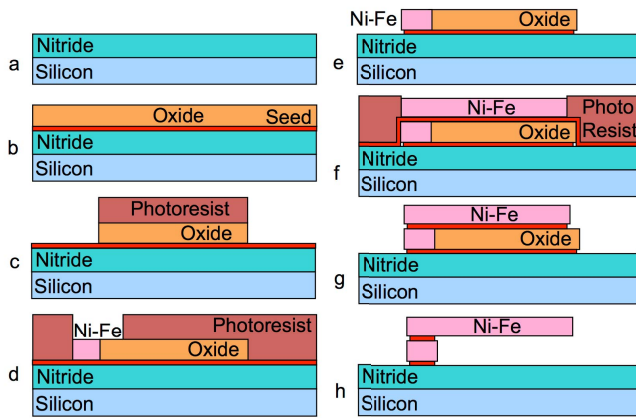 Nitride
Silicon
a
Oxide Seed
Nitride
Silicon
b
Photoresist
Oxide
Nitride
Silicon
c
Ni-Fe Photoresist
Oxide
Nitride
Silicon
d
Ni-Fe Oxide
Nitride
Silicon
e
Ni-Fe Photo
Oxide Resist
Nitride
Silicon
f
Ni-Fe
Oxide
Nitride
Silicon
g
Ni-Fe
Nitride
Silicon
h